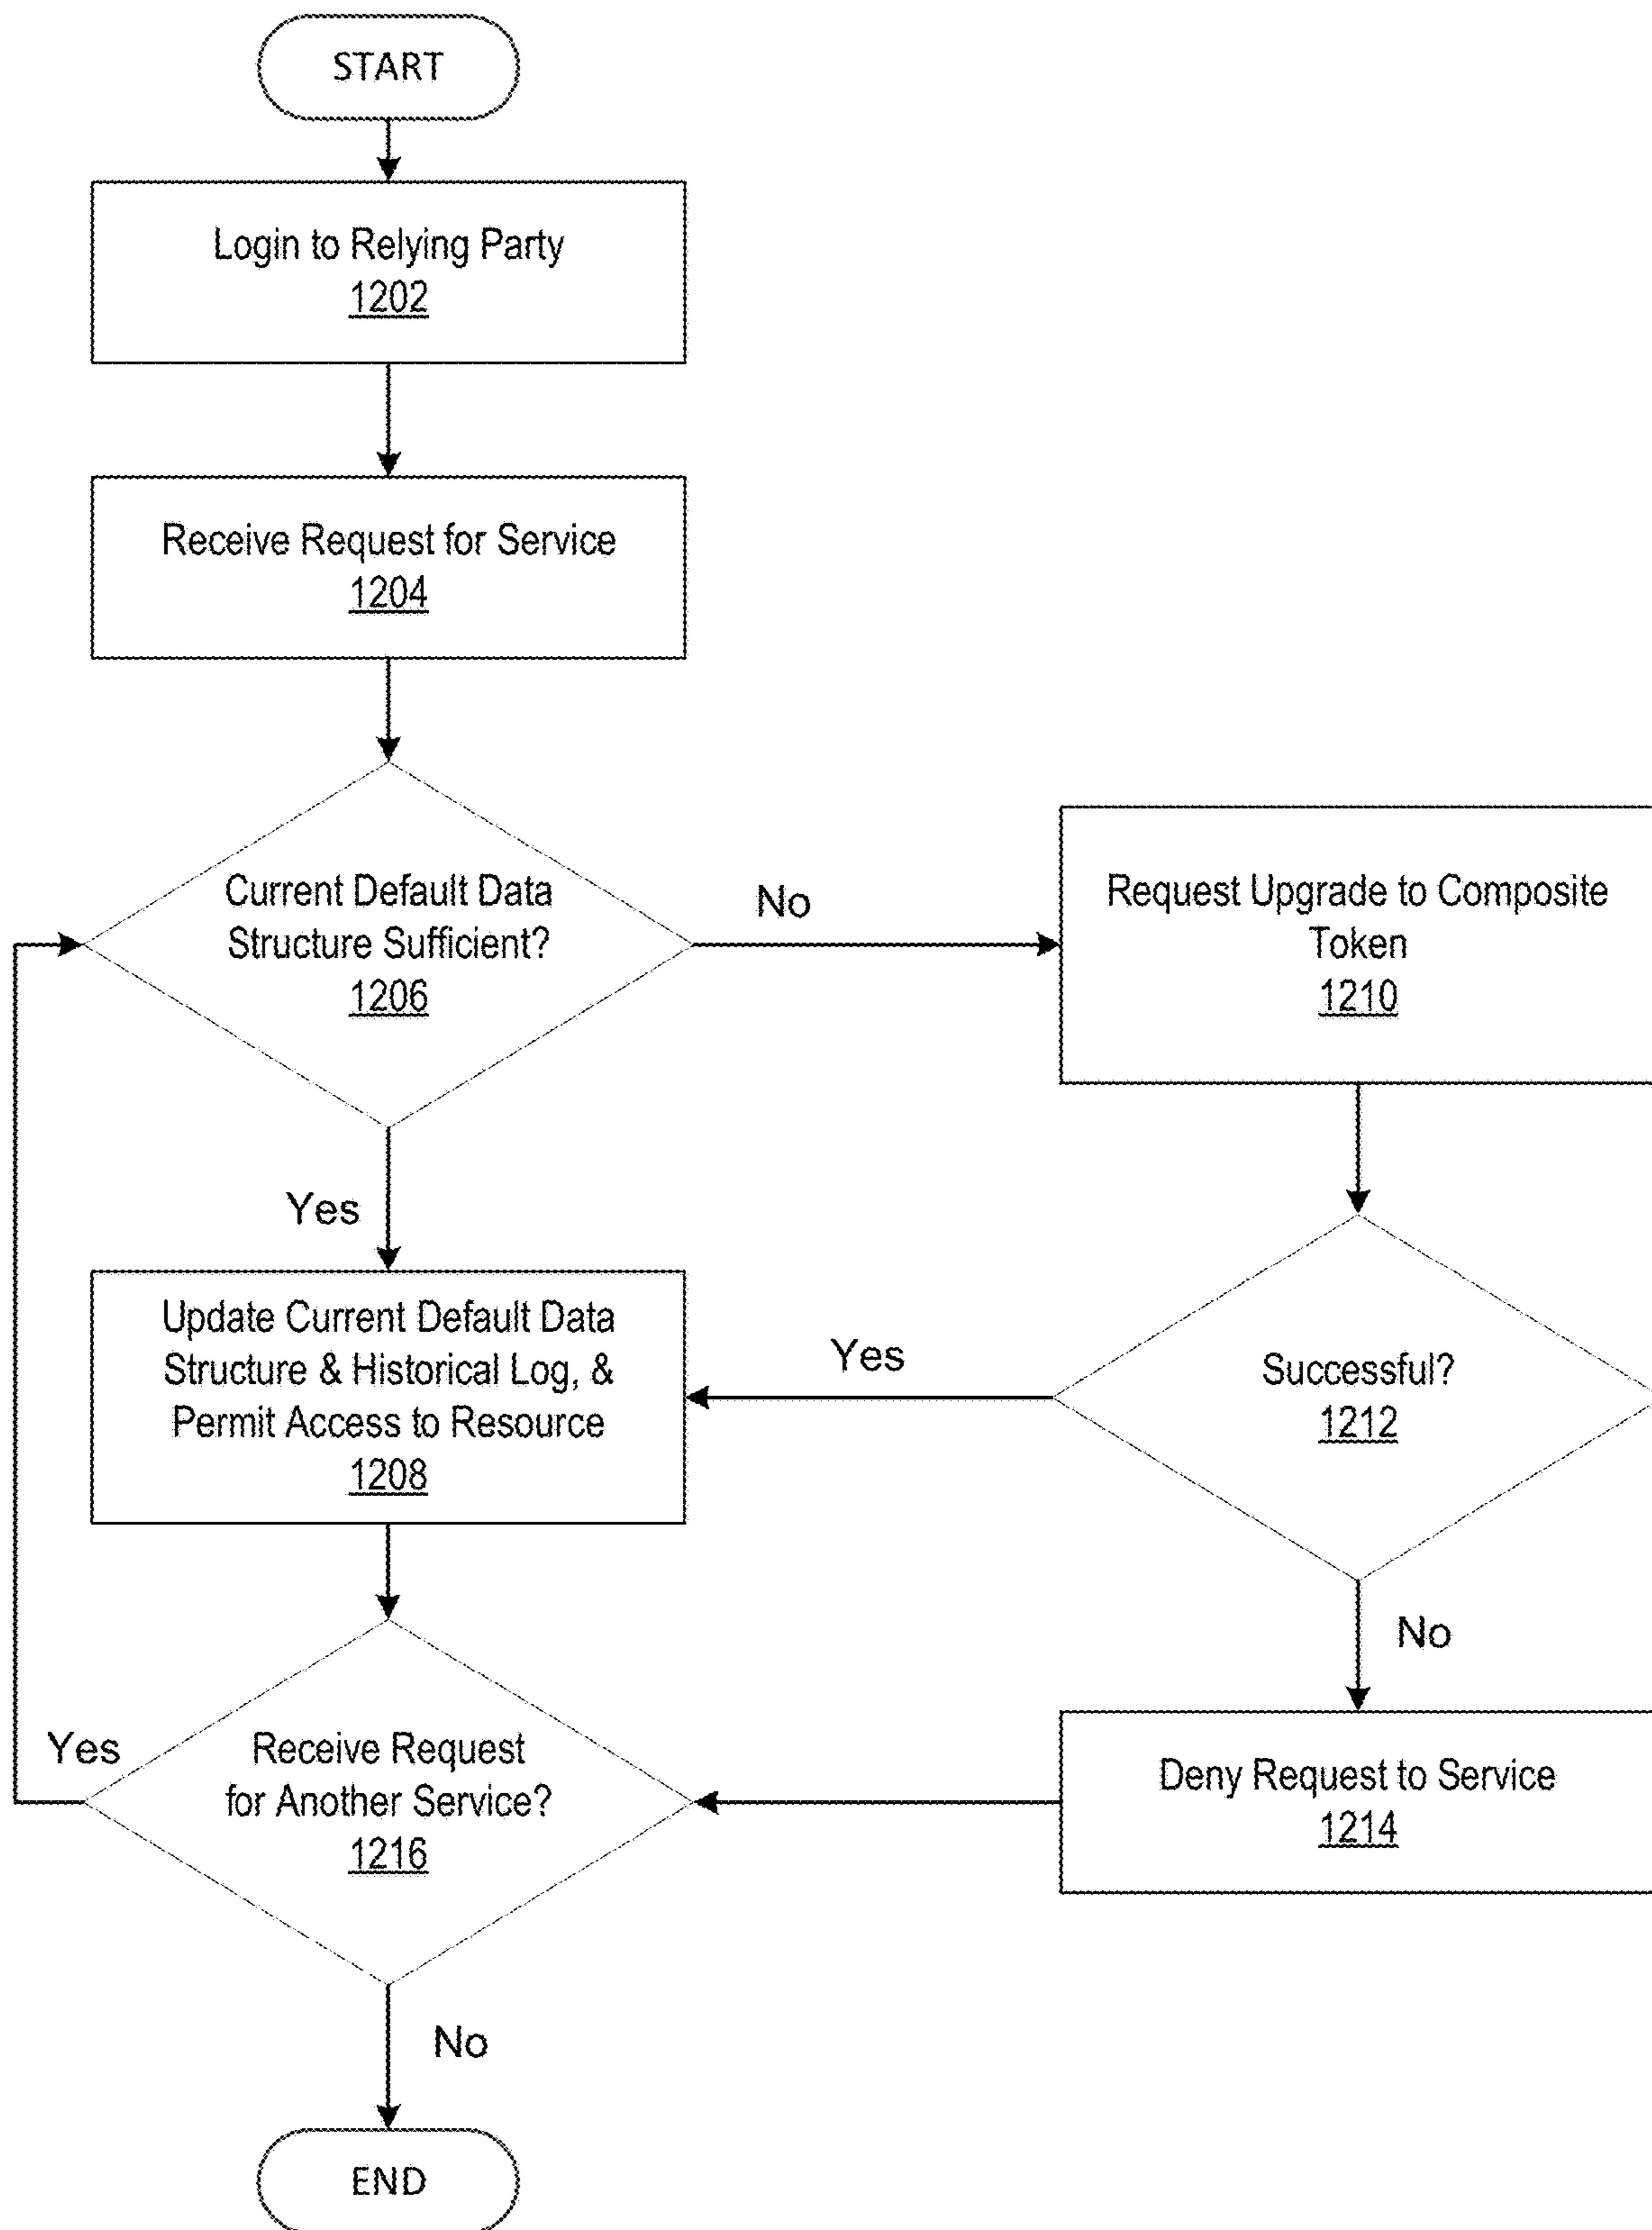 START
Login to Relying Party
1202
Receive Request for Service
1204
Current Default Data
Structure Sufficient?
1206
No
Request Upgrade to Composite
Token
1210
Yes
Update Current Default Data
Structure & Historical Log, &
Permit Access to Resource
1208
Yes
Successful?
1212
No
Yes
Receive Request
for Another Service?
1216
Deny Request to Service
1214
No
END